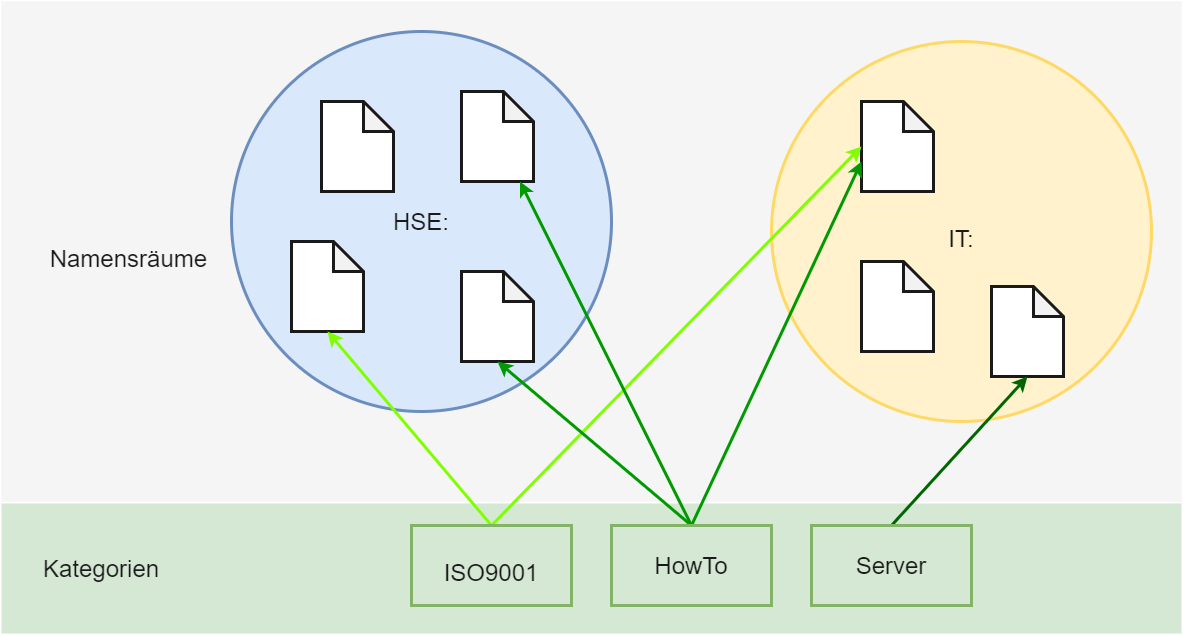 HSE:
IT:
Namensräume
Kategorien
ISO9001
HowTo
Server